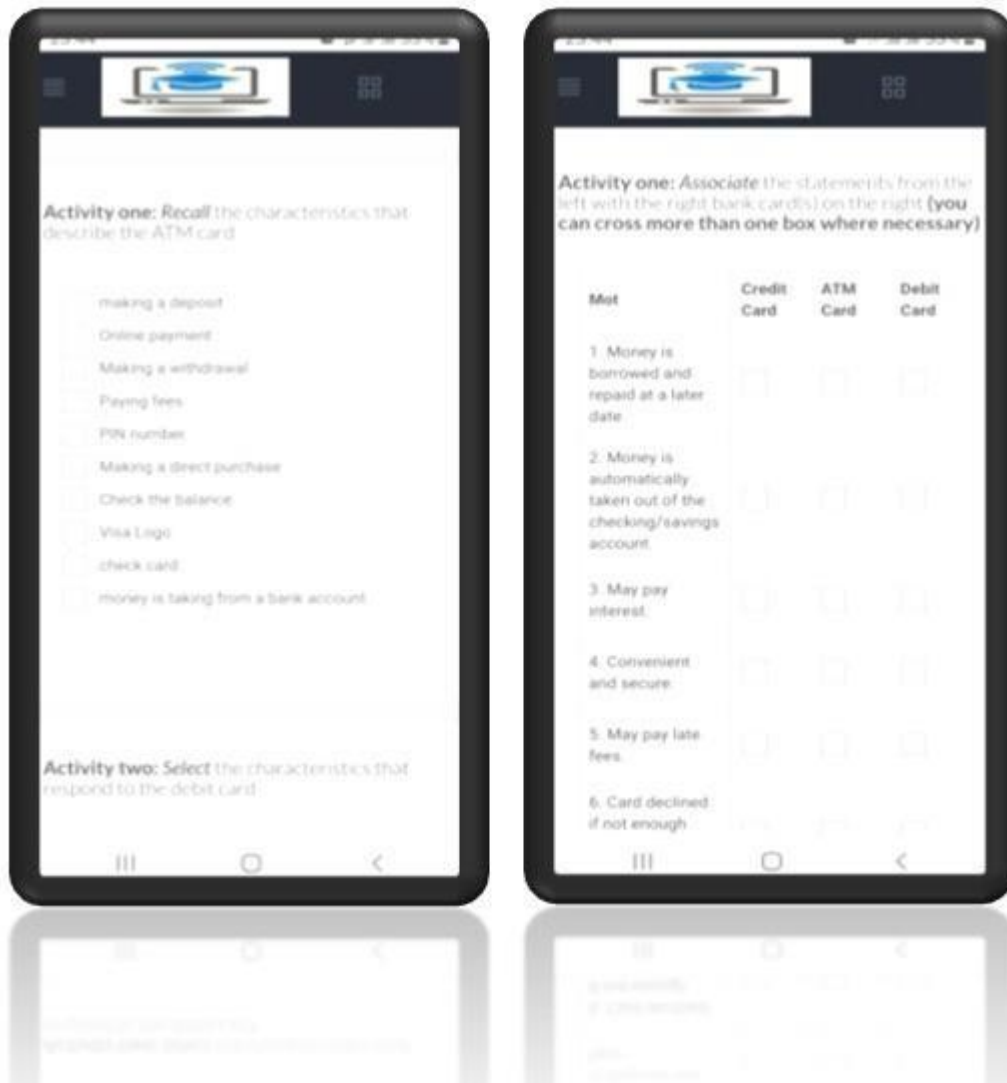 Activity one: Recall the characteristics that
describe the ATM card
making a deposit
Online payment
Making a withdrawal
Paying fees
PIN number
Making a direct purchase
Check the balance
Visa Logo
check card
money is taking from a bank account
Activity two: Select the characteristics that
respond to the debit card
Activity one: Associate the statements from the
left with the right bank card(s) on the right (you
can cross more than one box where necessary)
Mot
Credit Card
ATM Card
Debit Card
1. Money is
borrowed and
repaid at a later
date
2. Money is
automatically
taken out of the
checking/savings
account
3. May pay
interest.
4. Convenient
and secure.
5. May pay late
fees.
6. Card declined
if not enough